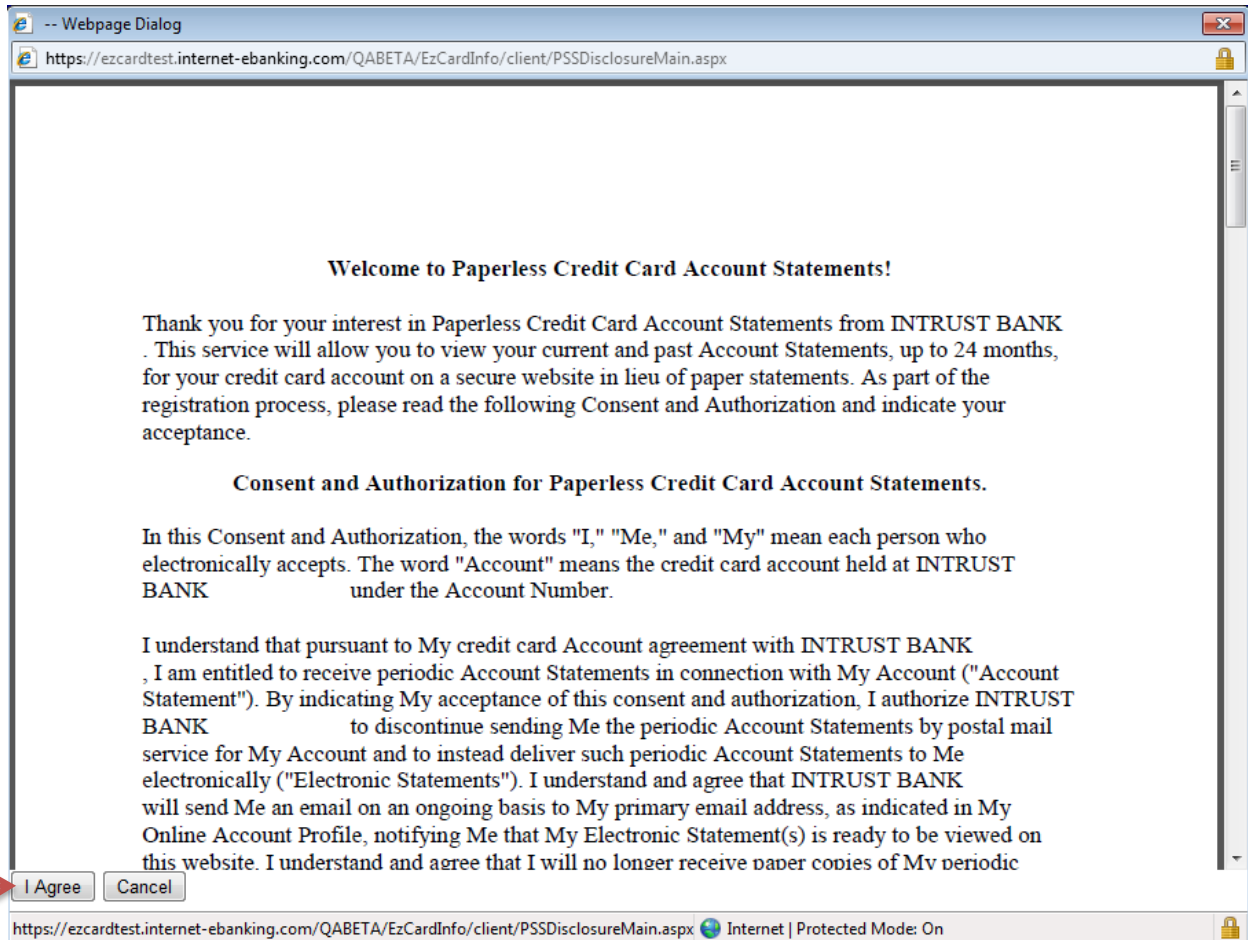 -- Webpage Dialog
https://ezcardtest.internet-ebanking.com/QABETA/EzCardInfo/client/PSSDisclosureMain.aspx
Welcome to Paperless Credit Card Account Statements!
Thank you for your interest in Paperless Credit Card Account Statements from INTRUST BANK
. This service will allow you to view your current and past Account Statements, up to 24 months,
for your credit card account on a secure website in lieu of paper statements. As part of the
registration process, please read the following Consent and Authorization and indicate your
acceptance.
Consent and Authorization for Paperless Credit Card Account Statements.
In this Consent and Authorization, the words "I," "Me," and "My" mean each person who
electronically accepts. The word "Account" means the credit card account held at INTRUST
BANK under the Account Number.
I understand that pursuant to My credit card Account agreement with INTRUST BANK
, I am entitled to receive periodic Account Statements in connection with My Account ("Account
Statement"). By indicating My acceptance of this consent and authorization, I authorize INTRUST
BANK to discontinue sending Me the periodic Account Statements by postal mail
service for My Account and to instead deliver such periodic Account Statements to Me
electronically ("Electronic Statements"). I understand and agree that INTRUST BANK
will send Me an email on an ongoing basis to My primary email address, as indicated in My
Online Account Profile, notifying Me that My Electronic Statement(s) is ready to be viewed on
this website. I understand and agree that I will no longer receive paper copies of My periodic
I Agree Cancel
https://ezcardtest.internet-ebanking.com/QABETA/EzCardInfo/client/PSSDisclosureMain.aspx Internet | Protected Mode: On